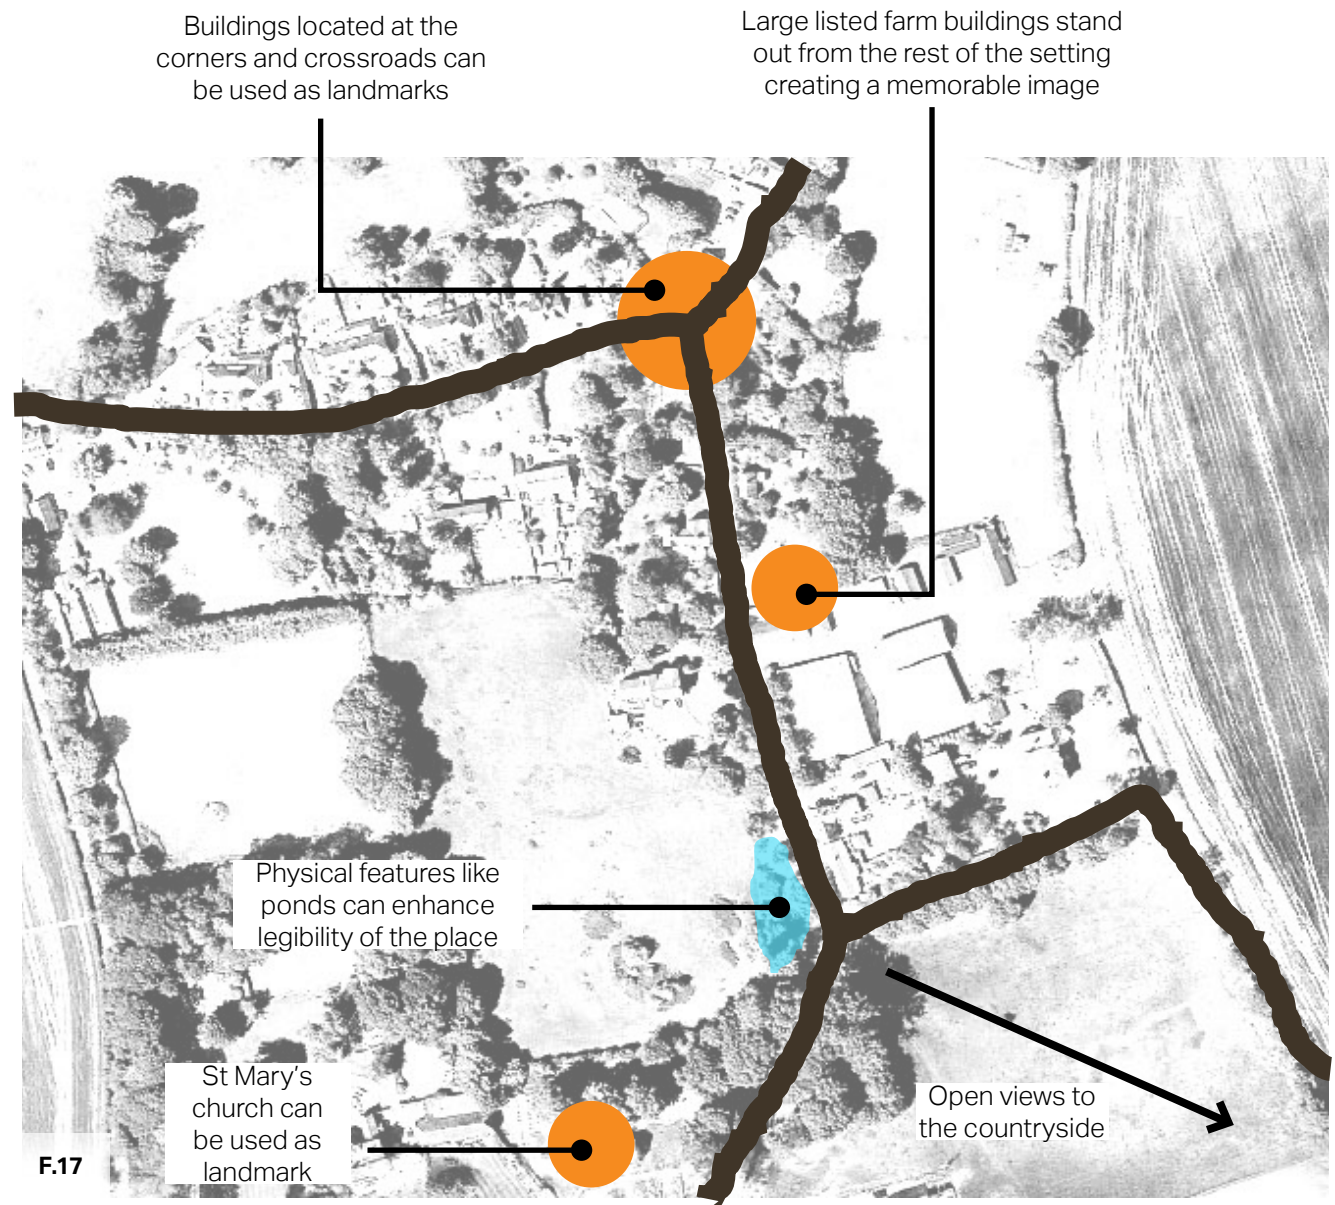 Buildings located at the
corners and crossroads can
be used as landmarks
Large listed farm buildings stand
out from the rest of the setting
creating a memorable image
Physical features like
ponds can enhance
legibility of the place
St Mary's
church can
be used as
landmark
Open views to
the countryside
F.17